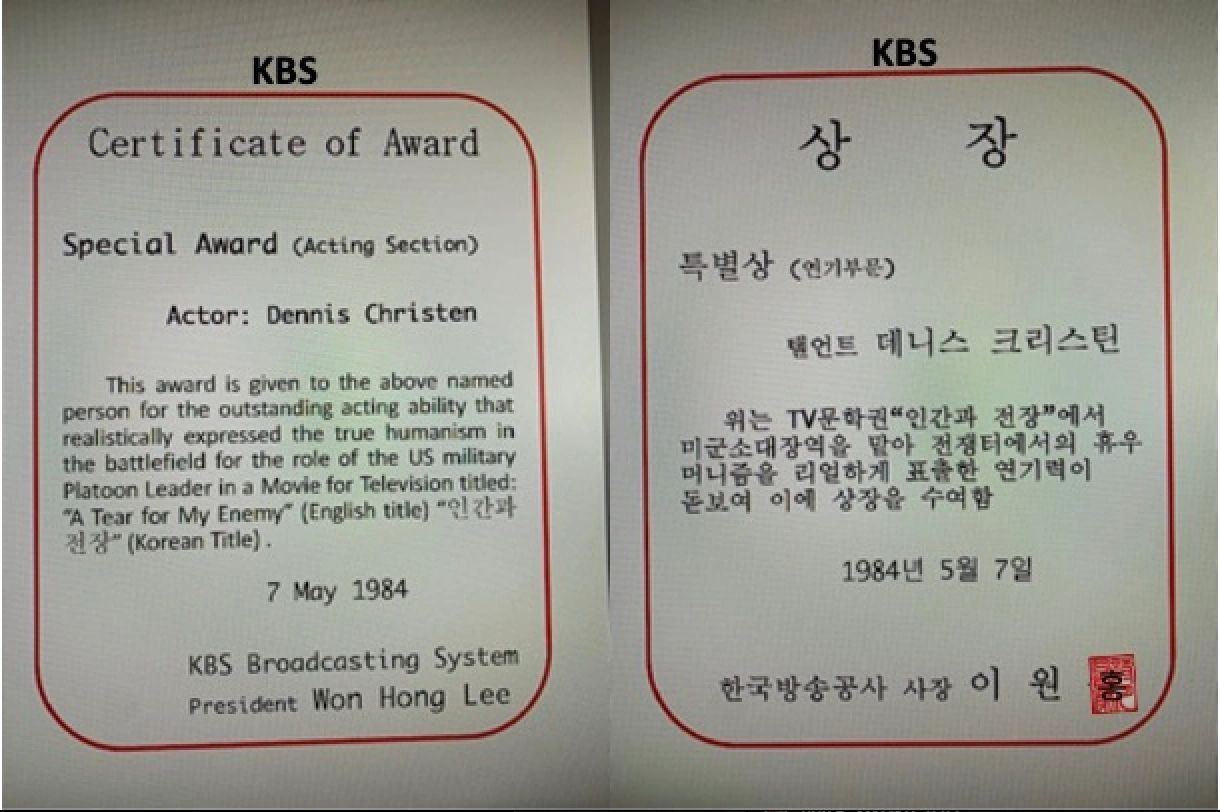 KBS
Certificate of Award
Special Award (Acting Section)
Actor: Dennis Christen
This award is given to the above named
person for the outstanding acting ability that
realistically expressed the true humanism in
the battlefield for the role of the US military
Platoon Leader in a Movie for Television titled:
“A Tear for My Enemy” (English title) “인간과
전장” (Korean Title) .
7 May 1984
KBS Broadcasting System
President Won Hong Lee
KBS
상 장
특별상 (연기부문)
탤언트 데니스 크리스틴
위는 TV문학권“인간과 전장”에서
미군소대장역을 맡아 전쟁터에서의 휴우
머니즘을 리얼하게 표출한 연기력이
돋보여 이에 상장을 수여함
1984년 5월 7일
한국방송공사 사장 이 원 홍